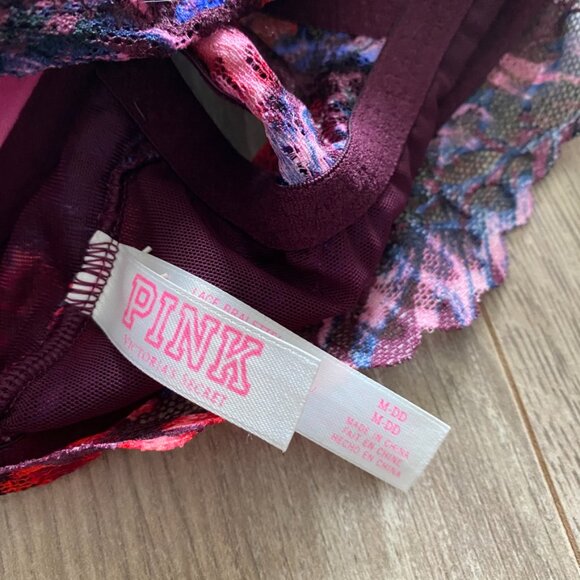 LACE BRALETTE
PINK
VICTORIA'S SECRET
M-DD
M-DD
MADE IN CHINA
FAIT EN CHINE
HECHO EN CHINA